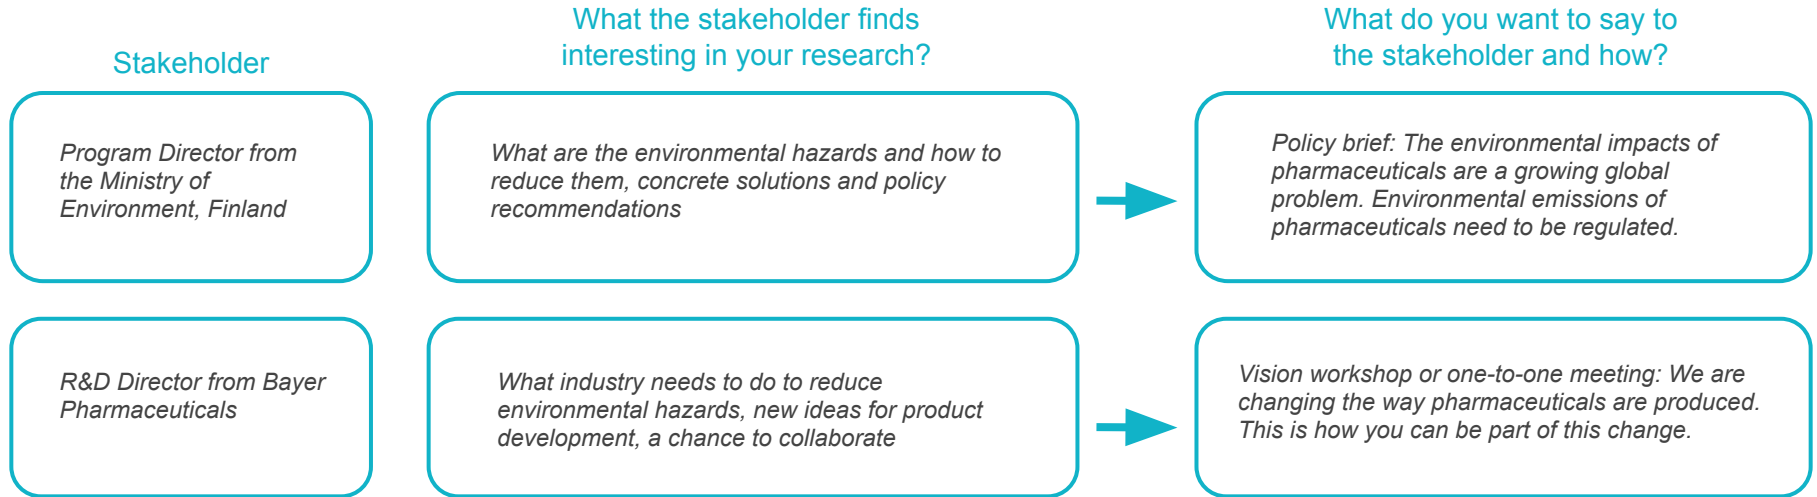 Stakeholder
What the stakeholder finds
interesting in your research?
What do you want to say to
the stakeholder and how?
Program Director from
the Ministry of
Environment, Finland
What are the environmental hazards and how to
reduce them, concrete solutions and policy
recommendations
Policy brief: The environmental impacts of
pharmaceuticals are a growing global
problem. Environmental emissions of
pharmaceuticals need to be regulated.
R&D Director from Bayer
Pharmaceuticals
What industry needs to do to reduce
environmental hazards, new ideas for product
development, a chance to collaborate
Vision workshop or one-to-one meeting: We are
changing the way pharmaceuticals are produced.
This is how you can be part of this change.